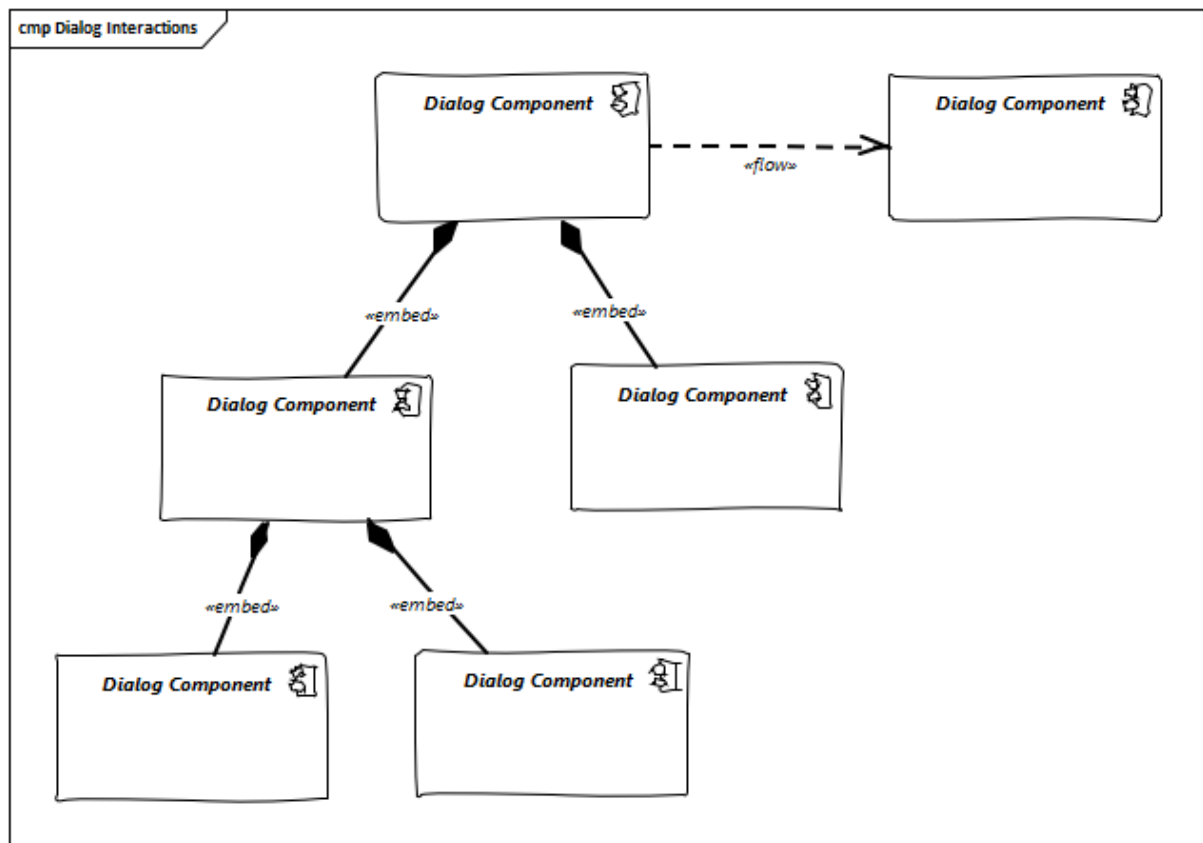 cmp Dialog Interactions
Dialog Component
Dialog Component
«flow»
«embed»
«embed»
Dialog Component
Dialog Component
«embed»
«embed»
Dialog Component
Dialog Component